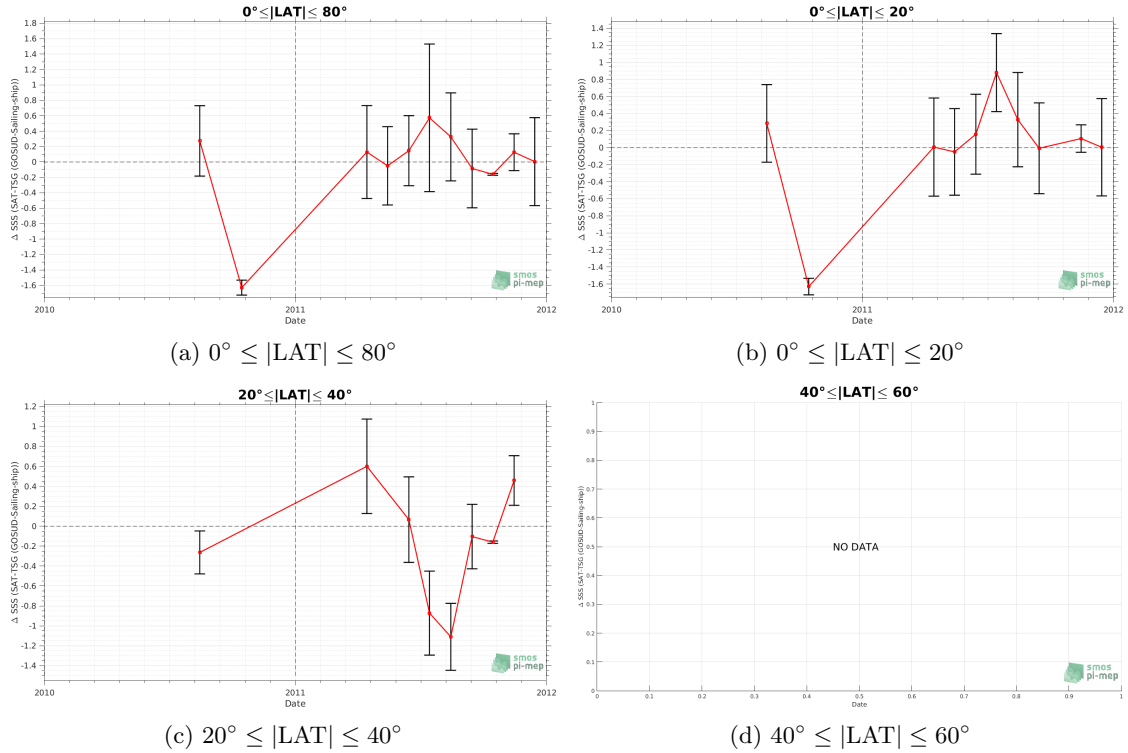 0°≤|LAT|≤ 80°
Δ SSS (SAT-TSG (GOSUD-Sailing-ship))
1.8
1.6
1.4
1.2
1
0.8
0.6
0.4
0.2
0
-0.2
-0.4
-0.6
-0.8
-1
-1.2
-1.4
-1.6
2010 2011 2012
Date
smos
pi-mep
(a) 0° ≤ |LAT| ≤ 80°
0°≤|LAT|≤ 20°
Δ SSS (SAT-TSG (GOSUD-Sailing-ship))
1.4
1.2
1
0.8
0.6
0.4
0.2
0
-0.2
-0.4
-0.6
-0.8
-1
-1.2
-1.4
-1.6
2010 2011 2012
Date
smos
pi-mep
(b) 0° ≤ |LAT| ≤ 20°
20°≤|LAT|≤ 40°
Δ SSS (SAT-TSG (GOSUD-Sailing-ship))
1.2
1
0.8
0.6
0.4
0.2
0
-0.2
-0.4
-0.6
-0.8
-1
-1.2
-1.4
2010 2011 2012
Date
smos
pi-mep
(c) 20° ≤ |LAT| ≤ 40°
40°≤|LAT|≤ 60°
Δ SSS (SAT-TSG (GOSUD-Sailing-ship))
1
0.9
0.8
0.7
0.6
0.5
0.4
0.3
0.2
0.1
0
NO DATA
0 0.1 0.2 0.3 0.4 0.5 0.6 0.7 0.8 0.9 1
Date
smos
pi-mep
(d) 40° ≤ |LAT| ≤ 60°